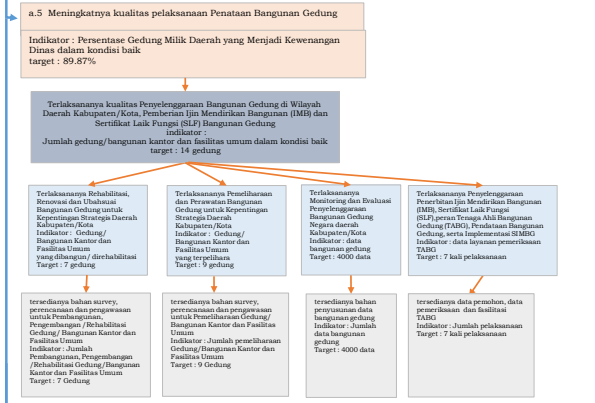 a.5 Meningkatnya kualitas pelaksanaan Penataan Bangunan Gedung
Indikator : Persentase Gedung Milik Daerah yang Menjadi Kewenangan
Dinas dalam kondisi baik
target : 89.87%
Terlaksananya kualitas Penyelenggaraan Bangunan Gedung di Wilayah
Daerah Kabupaten/Kota, Pemberian Ijin Mendirikan Bangunan (IMB) dan
Sertifikat Laik Fungsi (SLF) Bangunan Gedung
indikator :
Jumlah gedung/bangunan kantor dan fasilitas umum dalam kondisi baik
target : 14 gedung
Terlaksananya Rehabilitasi,
Renovasi dan Ubahsuai
Bangunan Gedung untuk
Kepentingan Strategis Daerah
Kabupaten/Kota
Indikator : Gedung/
Bangunan Kantor dan
Fasilitas Umum
yang dibangun/ direhabilitasi
Target : 7 gedung
Terlaksananya Pemeliharaan
dan Perawatan Bangunan
Gedung untuk Kepentingan
Strategis Daerah
Kabupaten/Kota
Indikator : Gedung/
Bangunan Kantor dan
Fasilitas Umum
yang terpelihara
Target : 9 gedung
Terlaksananya
Monitoring dan Evaluasi
Penyelenggaraan
Bangunan Gedung
Negara daerah
Kabupaten/Kota
Indikator : data
bangunan gedung
Target : 4000 data
Terlaksananya Penyelenggaraan
Penerbitan Ijin Mendirikan Bangunan
(IMB), Sertifikat Laik Fungsi
(SLF),peran Tenaga Ahli Bangunan
Gedung (TABG), Pendataan Bangunan
Gedung, serta Implementasi SIMBG
Indikator : data layanan pemeriksaan
TABG
Target : 7 kali pelaksanaan
tersedianya bahan survey,
perencanaan dan pengawasan
untuk Pembangunan,
Pengembangan / Rehabilitasi
Gedung/ Bangunan Kantor dan
Fasilitas Umum
Indikator : Jumlah
Pembangunan, Pengembangan
/Rehabilitasi Gedung/Bangunan
Kantor dan Fasilitas Umum
Target : 7 Gedung
tersedianya bahan survey,
perencanaan dan pengawasan
untuk Pemeliharaan Gedung/
Bangunan Kantor dan Fasilitas
Umum
Indikator : Jumlah pemeliharaan
Gedung/Bangunan Kantor dan
Fasilitas Umum
Target : 9 Gedung
tersedianya bahan
penyusunan data
bangunan gedung
Indikator : Jumlah
data bangunan
gedung
Target : 4000 data
tersedianya data pemohon, data
pemeriksaan dan fasilitasi
TABG
Indikator : Jumlah pelaksanaan
Target : 7 kali pelaksanaan